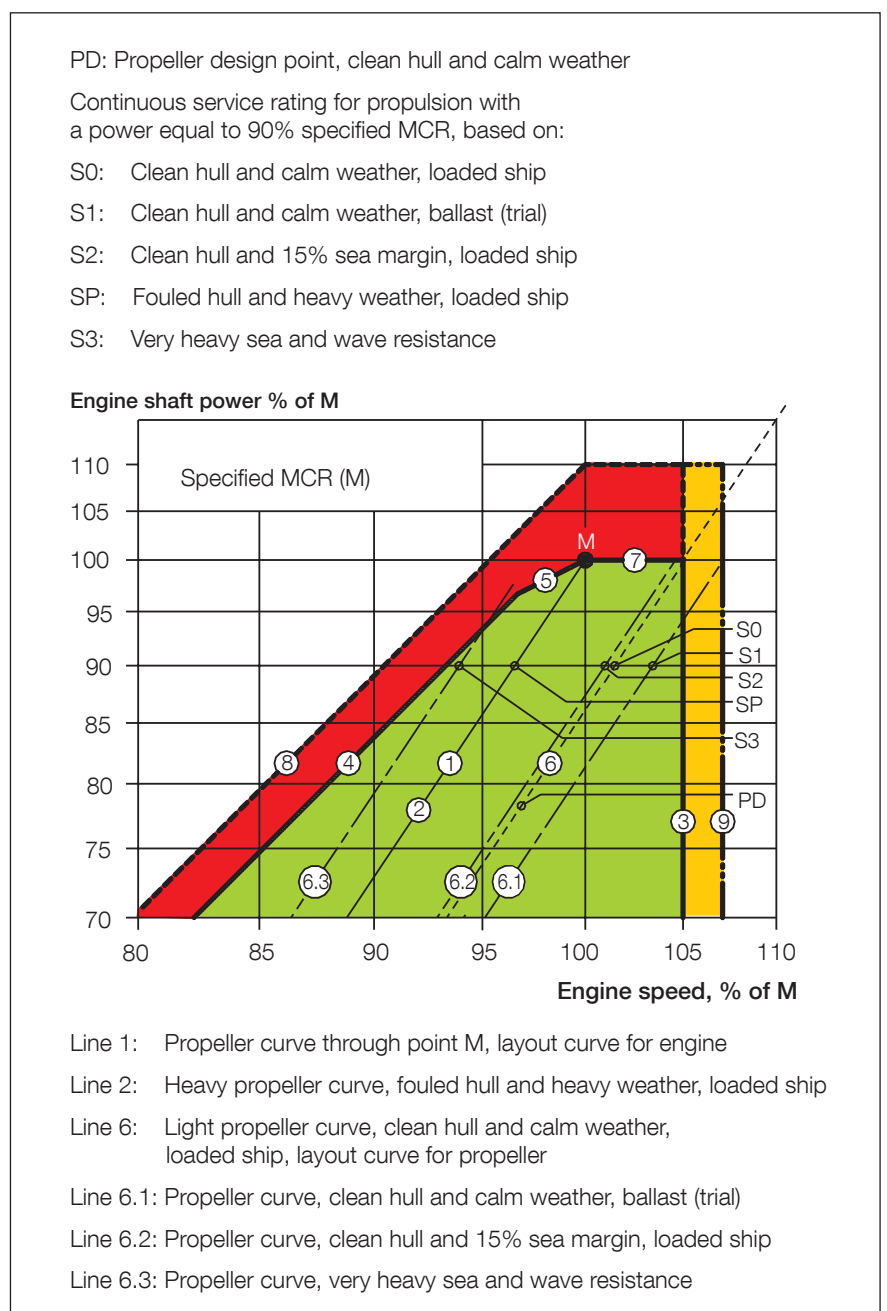 PD: Propeller design point, clean hull and calm weather
Continuous service rating for propulsion with
a power equal to 90% specified MCR, based on:
S0: Clean hull and calm weather, loaded ship
S1: Clean hull and calm weather, ballast (trial)
S2: Clean hull and 15% sea margin, loaded ship
SP: Fouled hull and heavy weather, loaded ship
S3: Very heavy sea and wave resistance
Engine shaft power % of M
110
Specified MCR (M)
105
M
100
5
7
95
S0
90
S1
S2
SP
85
S3
8
4
1
6
80
PD
2
3
9
75
6.3
6.2
6.1
70
80
85
90
95
100
105
110
Engine speed, % of M
Line 1: Propeller curve through point M, layout curve for engine
Line 2: Heavy propeller curve, fouled hull and heavy weather, loaded ship
Line 6: Light propeller curve, clean hull and calm weather,
loaded ship, layout curve for propeller
Line 6.1: Propeller curve, clean hull and calm weather, ballast (trial)
Line 6.2: Propeller curve, clean hull and 15% sea margin, loaded ship
Line 6.3: Propeller curve, very heavy sea and wave resistance